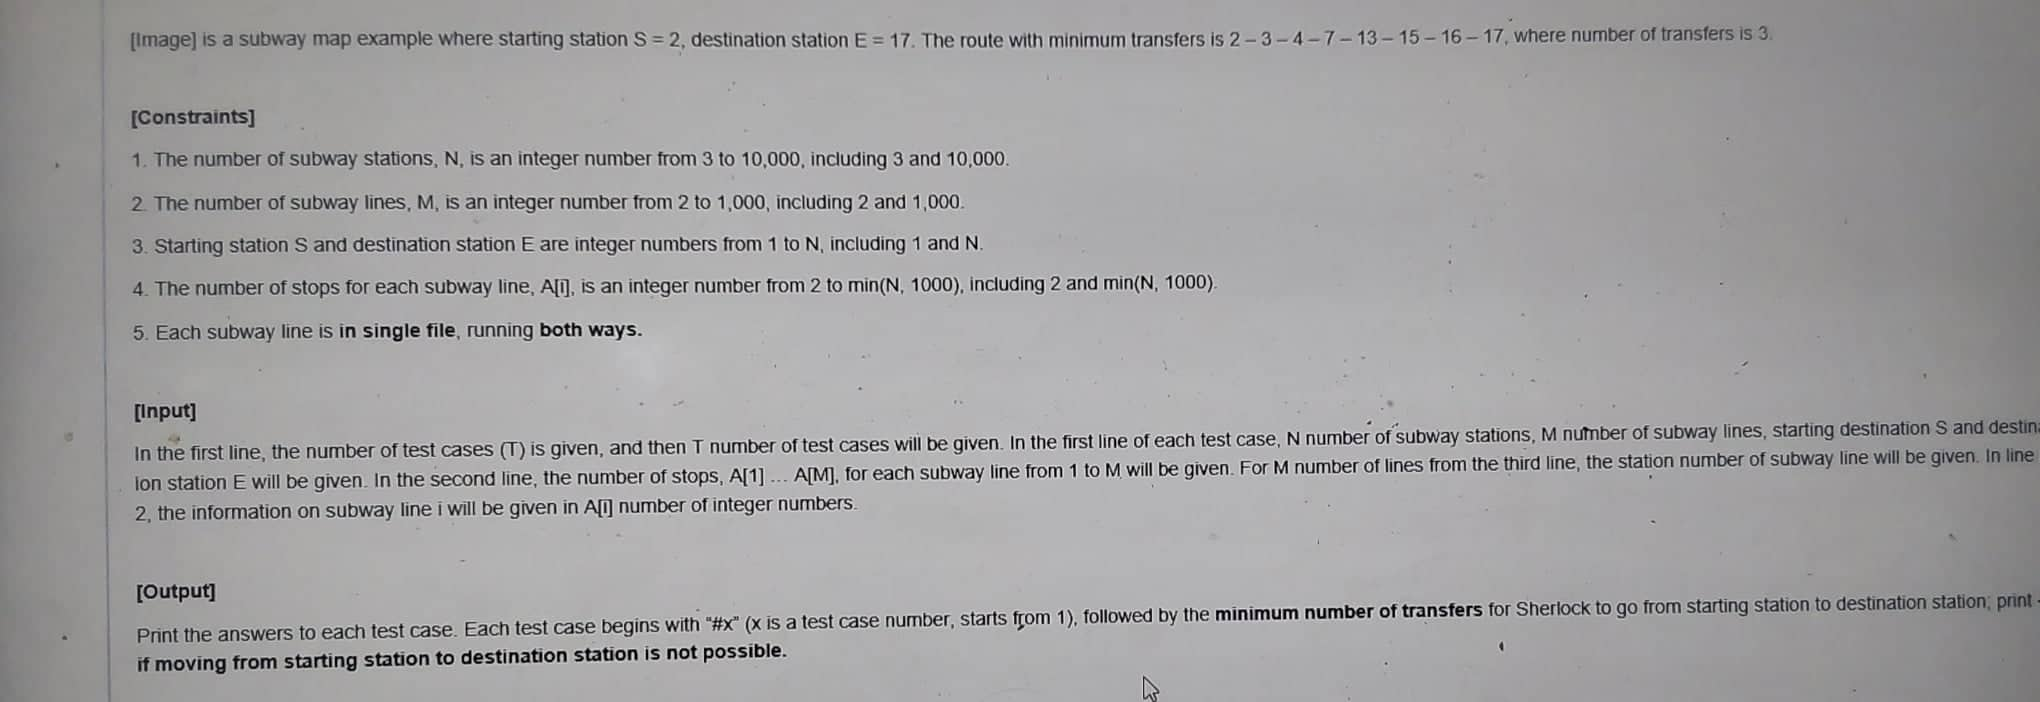 [Image] is a subway map example where starting station S = 2, destination station E = 17. The route with minimum transfers is 2 – 3 – 4 – 7 – 13 – 15 – 16 – 17, where number of transfers is 3.
[Constraints]
1. The number of subway stations, N, is an integer number from 3 to 10,000, including 3 and 10,000.
2. The number of subway lines, M, is an integer number from 2 to 1,000, including 2 and 1,000.
3. Starting station S and destination station E are integer numbers from 1 to N, including 1 and N.
4. The number of stops for each subway line, A[i], is an integer number from 2 to min(N, 1000), including 2 and min(N, 1000).
5. Each subway line is in single file, running both ways.
[Input]
In the first line, the number of test cases (T) is given, and then T number of test cases will be given. In the first line of each test case, N number of subway stations, M number of subway lines, starting destination S and destina
ion station E will be given. In the second line, the number of stops, A[1] … A[M], for each subway line from 1 to M will be given. For M number of lines from the third line, the station number of subway line will be given. In line
2, the information on subway line i will be given in A[i] number of integer numbers.
[Output]
Print the answers to each test case. Each test case begins with “#x” (x is a test case number, starts from 1), followed by the minimum number of transfers for Sherlock to go from starting station to destination station; print -
if moving from starting station to destination station is not possible.